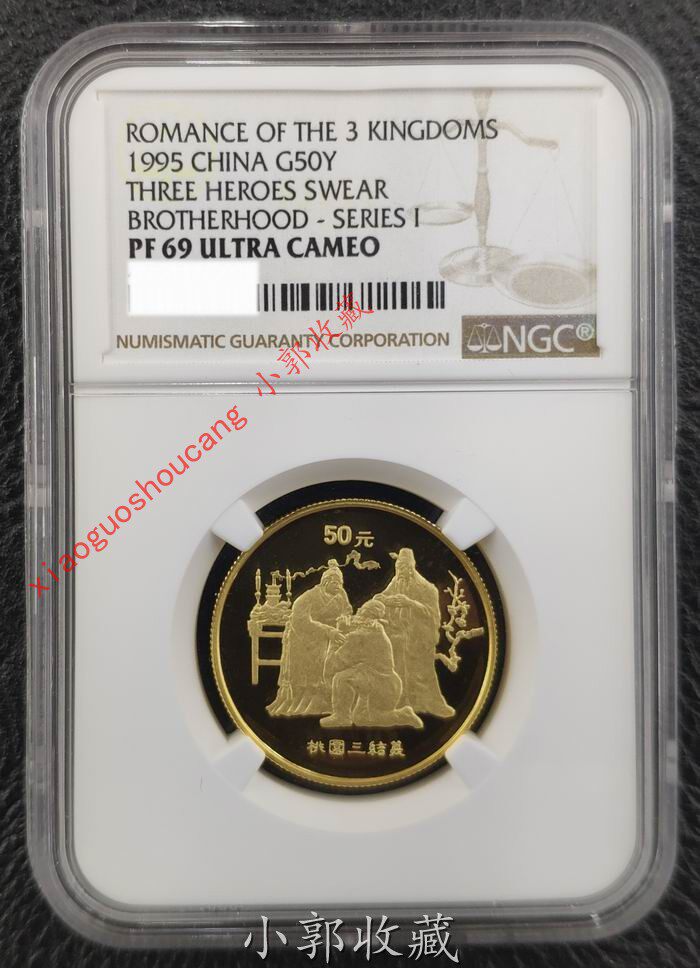 ROMANCE OF THE 3 KINGDOMS
1995 CHINA G50Y
THREE HEROES SWEAR
BROTHERHOOD - SERIES I
PF 69 ULTRA CAMEO
NUMISMATIC GUARANTY CORPORATION
NGC®
xiaoguoshoucang 小郭收藏
50元
桃園三結義
小郭收藏